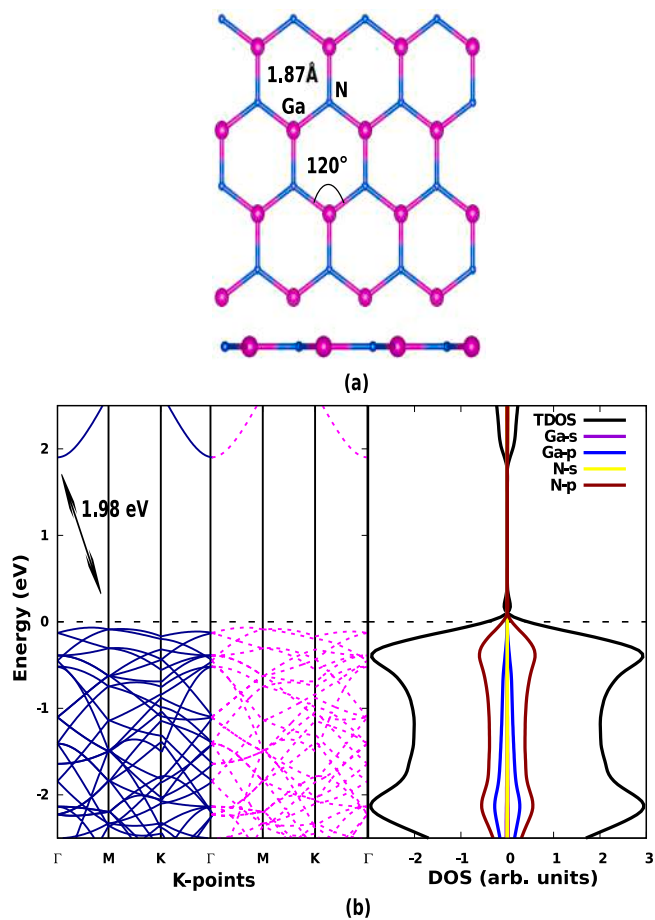 1.87Å
N
Ga
120°
(a)
2
1
0
-1
-2
Energy (eV)
1.98 eV
Γ M K Γ M K Γ
K-points
TDOS
Ga-s
Ga-p
N-s
N-p
-2 -1 0 1 2 3
DOS (arb. units)
(b)